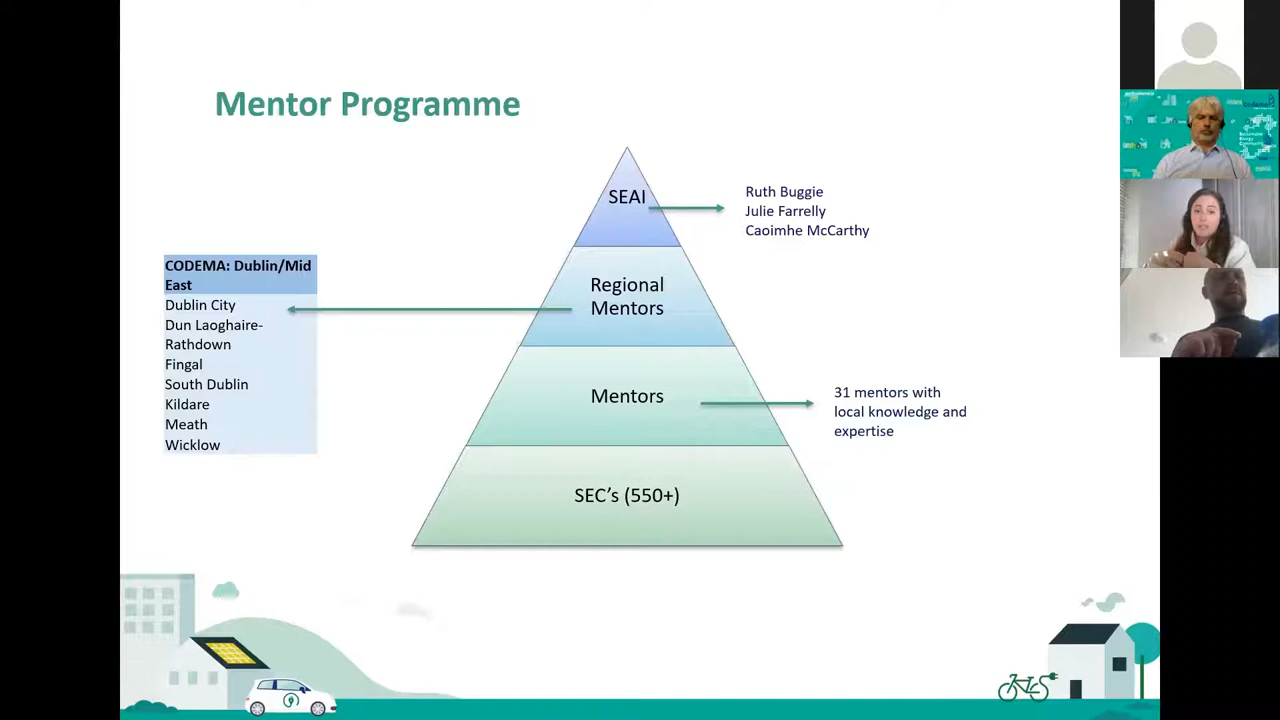 Mentor Programme
SEAI
Ruth Buggie
Julie Farrelly
Caoimhe McCarthy
CODEMA: Dublin/Mid
East
Dublin City
Dun Laoghaire-
Rathdown
Fingal
South Dublin
Kildare
Meath
Wicklow
Regional
Mentors
Mentors
31 mentors with
local knowledge and
expertise
SEC’s (550+)
codema